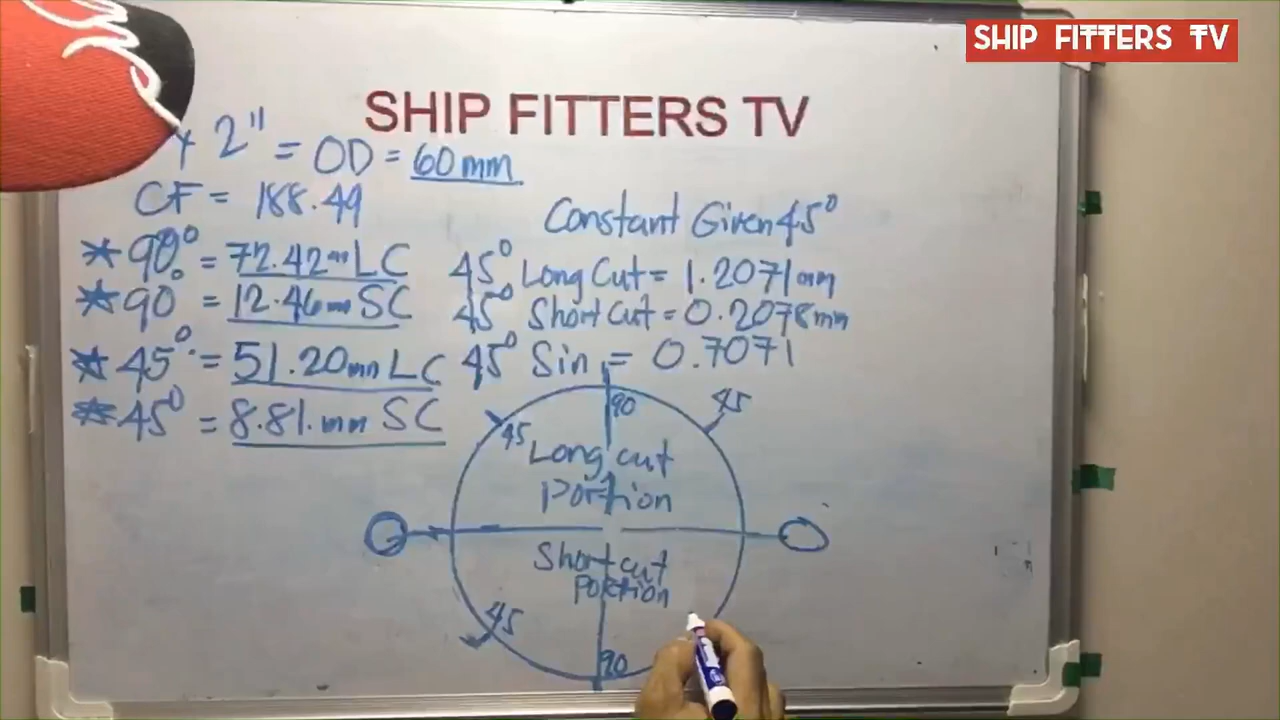 SHIP FITTERS TV
SHIP FITTERS TV
2" = OD = 60mm
CF = 188.49
Constant Given 45°
* 90° = 72.42mm LC
45° Long Cut = 1.2071mm
* 90° = 12.46mm SC
45° Short Cut = 0.2078mm
* 45° = 51.20mm LC
45° Sin = 0.7071
* 45° = 8.81.mm SC
90
45
45
Long cut
Portion
Short cut
Portion
45
90